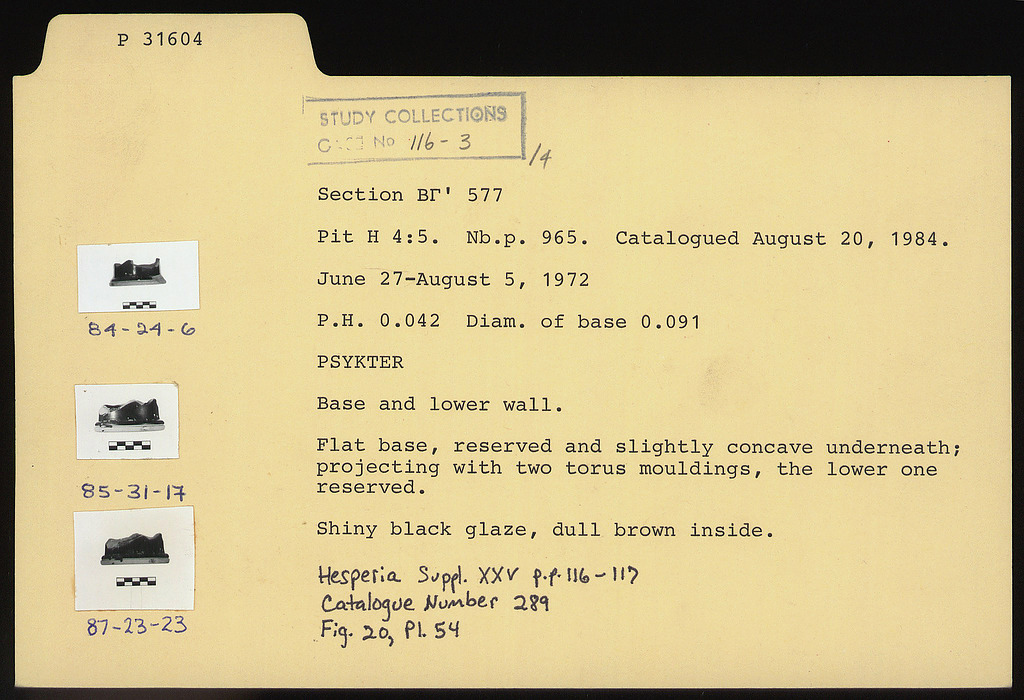 P 31604
STUDY COLLECTIONS
No 116-3
/4
Section ΒΓ' 577
Pit H 4:5. Nb.p. 965. Catalogued August 20, 1984.
June 27-August 5, 1972
P.H. 0.042 Diam. of base 0.091
PSYKTER
Base and lower wall.
Flat base, reserved and slightly concave underneath;
projecting with two torus mouldings, the lower one
reserved.
Shiny black glaze, dull brown inside.
Hesperia Suppl. XXV p.p. 116-117
Catalogue Number 289
Fig. 20, Pl. 54
84-24-6
85-31-17
87-23-23